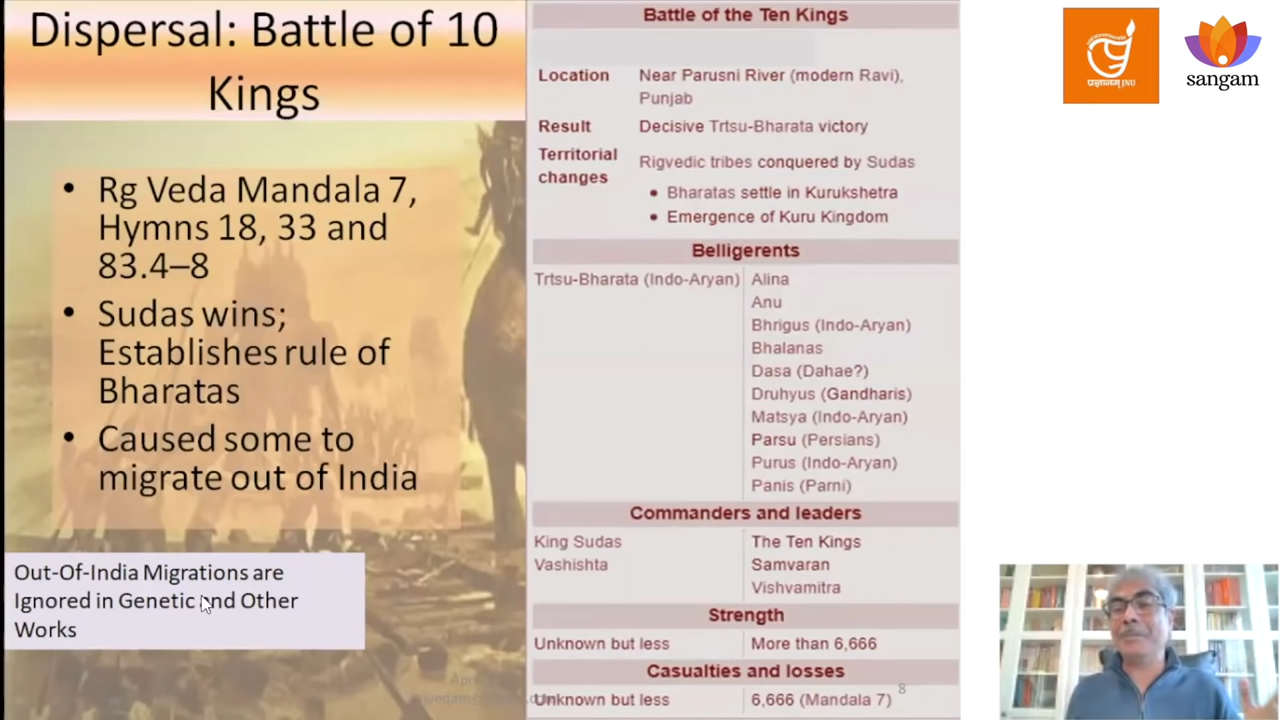 Dispersal: Battle of 10
Kings
• Rg Veda Mandala 7,
Hymns 18, 33 and
83.4–8
• Sudas wins;
Establishes rule of
Bharatas
• Caused some to
migrate out of India
Out-Of-India Migrations are
Ignored in Genetic and Other
Works
Battle of the Ten Kings
Location Near Parusni River (modern Ravi),
Punjab
Result Decisive Trtsu-Bharata victory
Territorial
changes
Rigvedic tribes conquered by Sudas
• Bharatas settle in Kurukshetra
• Emergence of Kuru Kingdom
Belligerents
Trtsu-Bharata (Indo-Aryan) Alina
Anu
Bhrigus (Indo-Aryan)
Bhalanas
Dasa (Dahae?)
Druhyus (Gandharis)
Matsya (Indo-Aryan)
Parsu (Persians)
Purus (Indo-Aryan)
Panis (Parni)
Commanders and leaders
King Sudas The Ten Kings
Vashishta Samvaran
Vishvamitra
Strength
Unknown but less More than 6,666
Casualties and losses
Unknown but less 6,666 (Mandala 7)
8
JNU
sangam